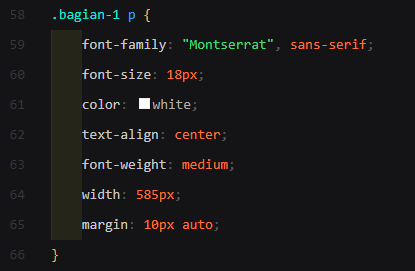 58 .bagian-1 p {
59 font-family: "Montserrat", sans-serif;
60 font-size: 18px;
61 color: white;
62 text-align: center;
63 font-weight: medium;
64 width: 585px;
65 margin: 10px auto;
66 }